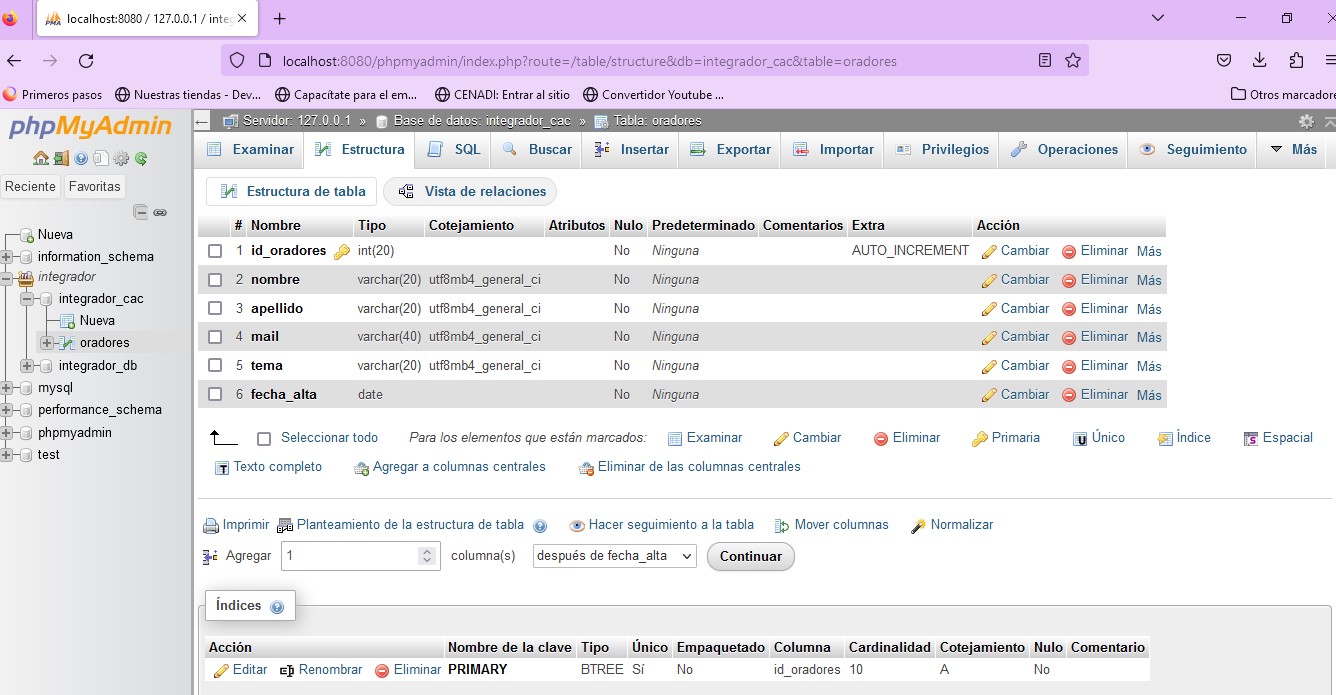 localhost:8080 / 127.0.0.1 / integ
localhost:8080/phpmyadmin/index.php?route=/table/structure&db=integrador_cac&table=oradores
Primeros pasos Nuestras tiendas - Dev... Capacítate para el em... CENADI: Entrar al sitio Convertidor Youtube ... Otros marcadore
phpMyAdmin
Reciente Favoritas
Nueva
information_schema
integrador
integrador_cac
Nueva
oradores
integrador_db
mysql
performance_schema
phpmyadmin
test
Servidor: 127.0.0.1 » Base de datos: integrador_cac » Tabla: oradores
Examinar Estructura SQL Buscar Insertar Exportar Importar Privilegios Operaciones Seguimiento Más
Estructura de tabla Vista de relaciones
# Nombre Tipo Cotejamiento Atributos Nulo Predeterminado Comentarios Extra Acción
1 id_oradores int(20) No Ninguna AUTO_INCREMENT Cambiar Eliminar Más
2 nombre varchar(20) utf8mb4_general_ci No Ninguna Cambiar Eliminar Más
3 apellido varchar(20) utf8mb4_general_ci No Ninguna Cambiar Eliminar Más
4 mail varchar(40) utf8mb4_general_ci No Ninguna Cambiar Eliminar Más
5 tema varchar(20) utf8mb4_general_ci No Ninguna Cambiar Eliminar Más
6 fecha_alta date No Ninguna Cambiar Eliminar Más
Seleccionar todo Para los elementos que están marcados: Examinar Cambiar Eliminar Primaria Único Índice Espacial
Texto completo Agregar a columnas centrales Eliminar de las columnas centrales
Imprimir Planteamiento de la estructura de tabla Hacer seguimiento a la tabla Mover columnas Normalizar
Agregar 1 columna(s) después de fecha_alta Continuar
Índices
Acción Nombre de la clave Tipo Único Empaquetado Columna Cardinalidad Cotejamiento Nulo Comentario
Editar Renombrar Eliminar PRIMARY BTREE Sí No id_oradores 10 A No